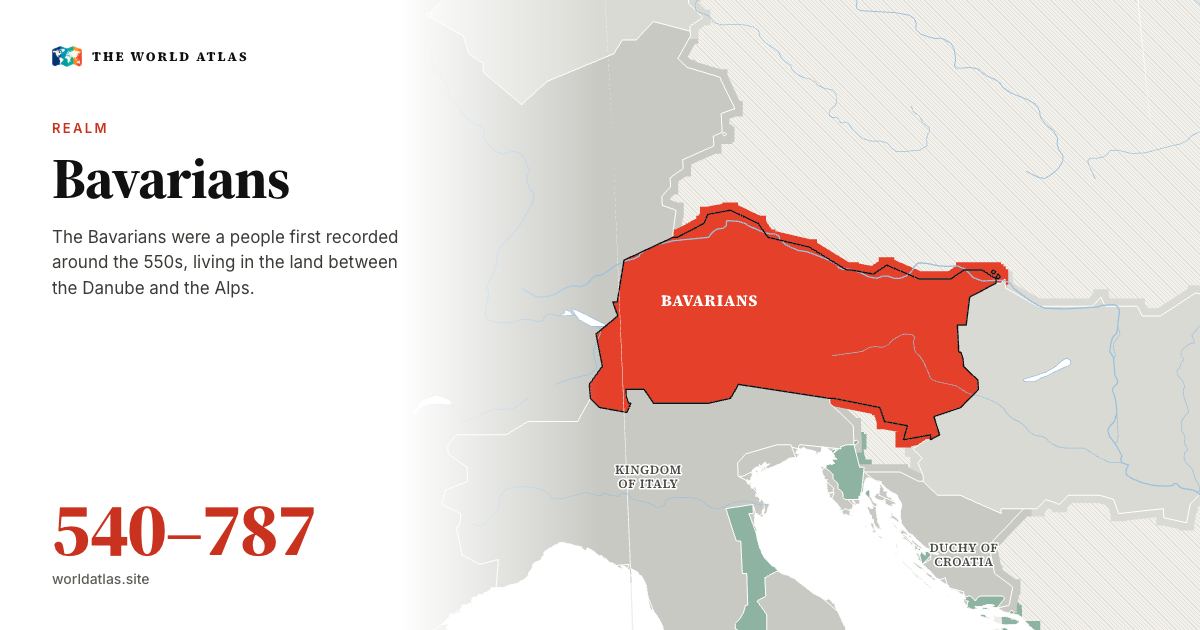 THE WORLD ATLAS
REALM
Bavarians
The Bavarians were a people first recorded
around the 550s, living in the land between
the Danube and the Alps.
540–787
worldatlas.site
BAVARIANS
KINGDOM
OF ITALY
DUCHY OF
CROATIA